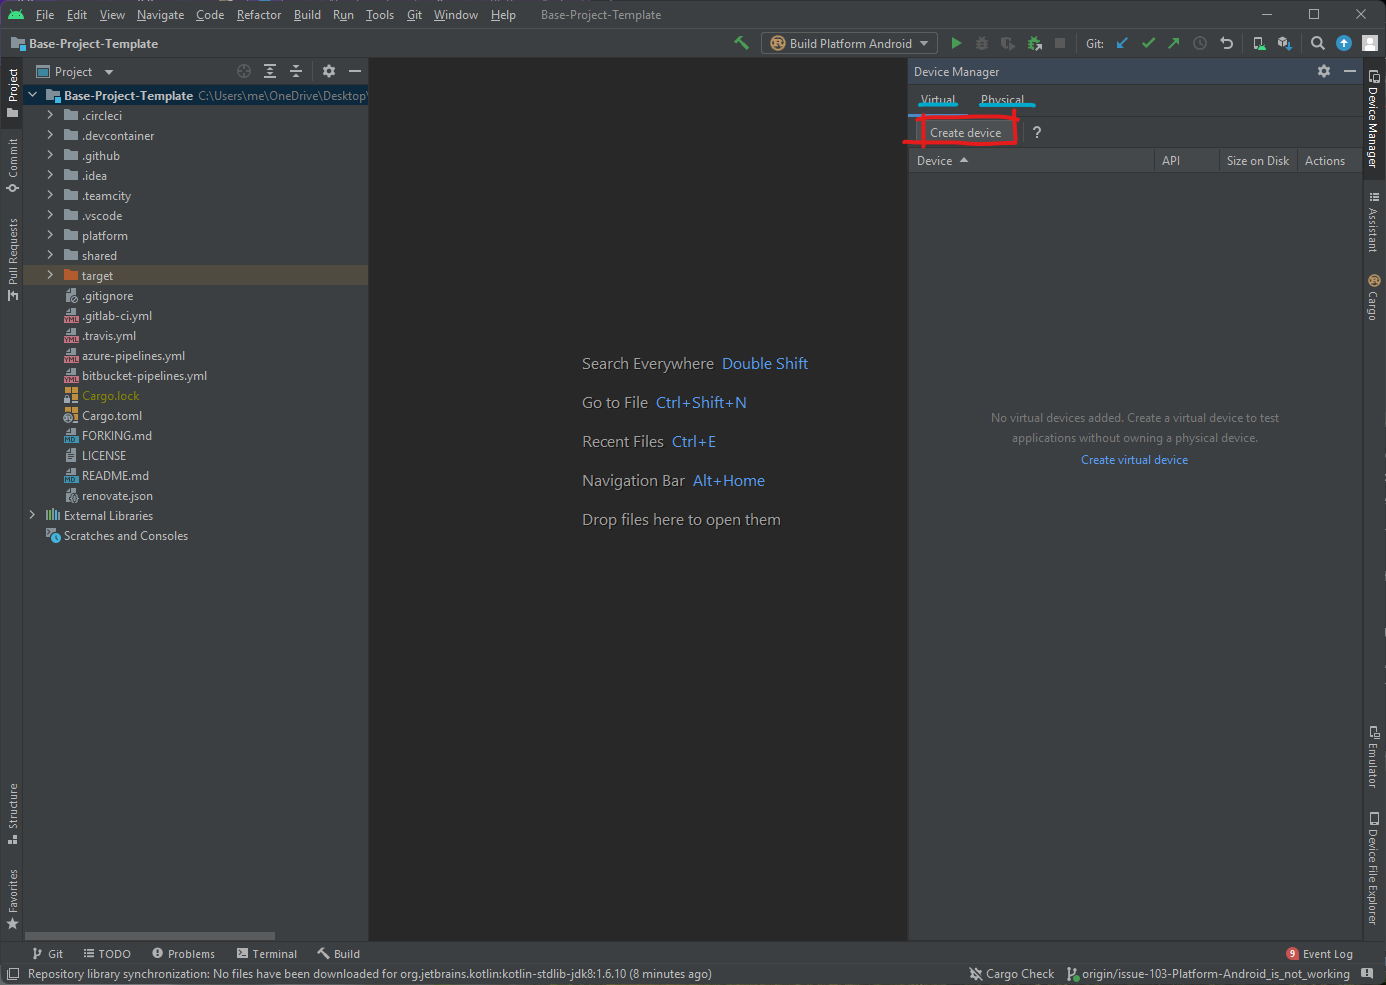 File Edit View Navigate Code Refactor Build Run Tools Git Window Help Base-Project-Template
Base-Project-Template
Build Platform Android
Git:
Project
Device Manager
Virtual Physical
Create device ?
Device API Size on Disk Actions
Base-Project-Template C:\Users\me\OneDrive\Desktop\
.circleci
.devcontainer
.github
.idea
.teamcity
.vscode
platform
shared
target
.gitignore
.gitlab-ci.yml
.travis.yml
azure-pipelines.yml
bitbucket-pipelines.yml
Cargo.lock
Cargo.toml
FORKING.md
LICENSE
README.md
renovate.json
External Libraries
Scratches and Consoles
Project
Commit
Pull Requests
Structure
Favorites
Search Everywhere Double Shift
Go to File Ctrl+Shift+N
Recent Files Ctrl+E
Navigation Bar Alt+Home
Drop files here to open them
No virtual devices added. Create a virtual device to test
applications without owning a physical device.
Create virtual device
Device Manager
Assistant
Cargo
Emulator
Device File Explorer
Git TODO Problems Terminal Build
9 Event Log
Repository library synchronization: No files have been downloaded for org.jetbrains.kotlin:kotlin-stdlib-jdk8:1.6.10 (8 minutes ago)
Cargo Check origin/issue-103-Platform-Android_is_not_working